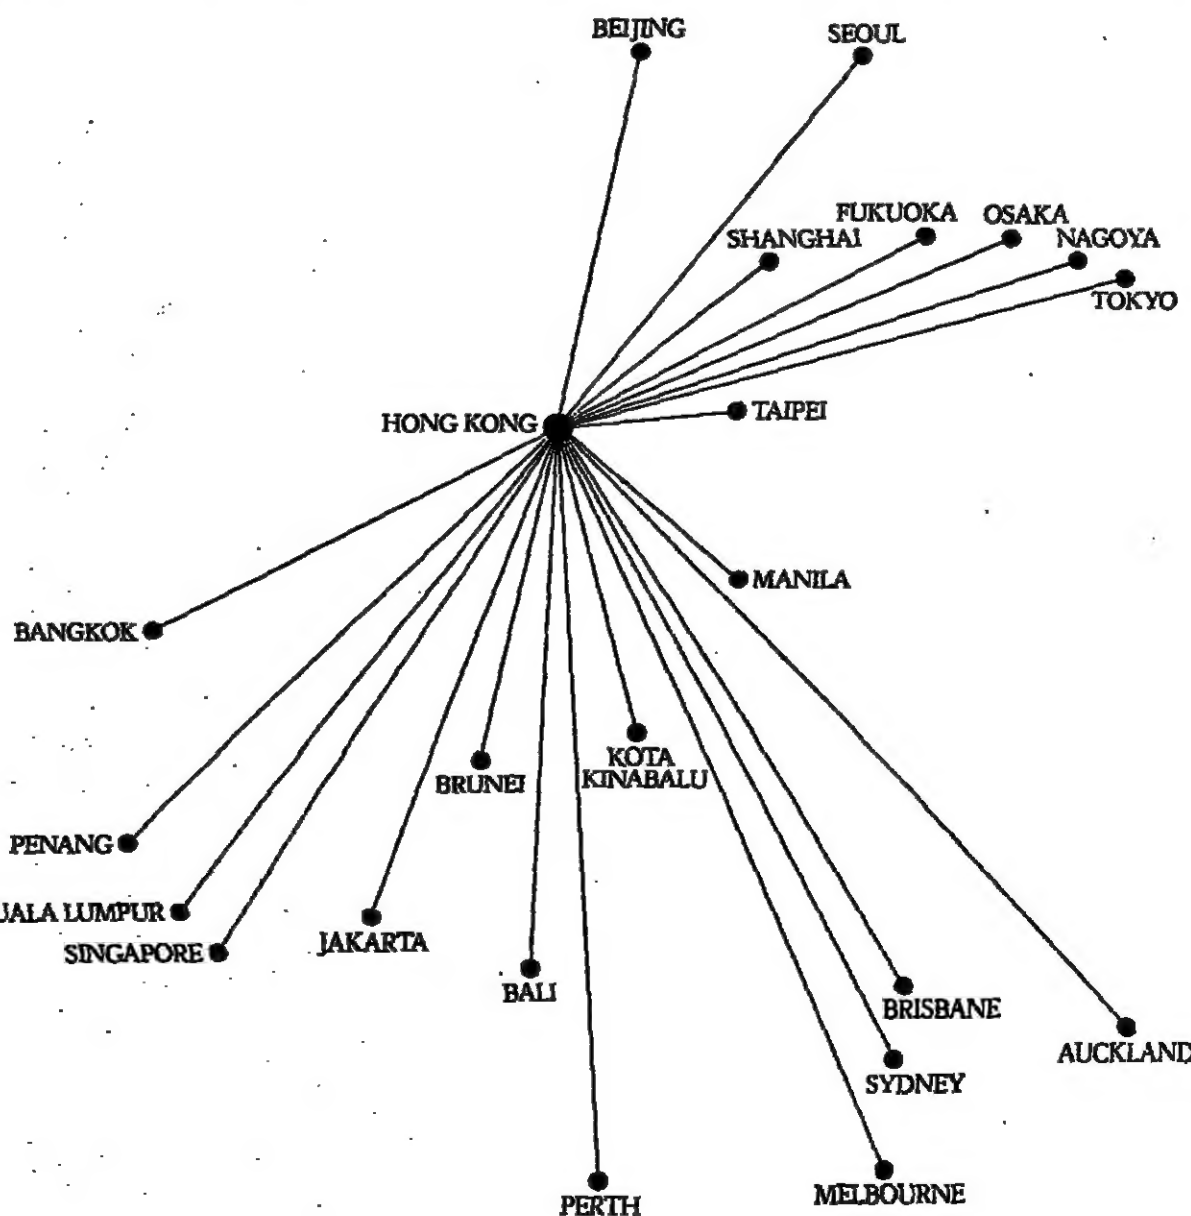 BEIJING
SEOUL
FUKUOKA
OSAKA
SHANGHAI
NAGOYA
TOKYO
TAIPEI
HONG KONG
MANILA
BANGKOK
KOTA
KINABALU
BRUNEI
PENANG
UALA LUMPUR
JAKARTA
SINGAPORE
BALI
BRISBANE
AUCKLAND
SYDNEY
MELBOURNE
PERTH